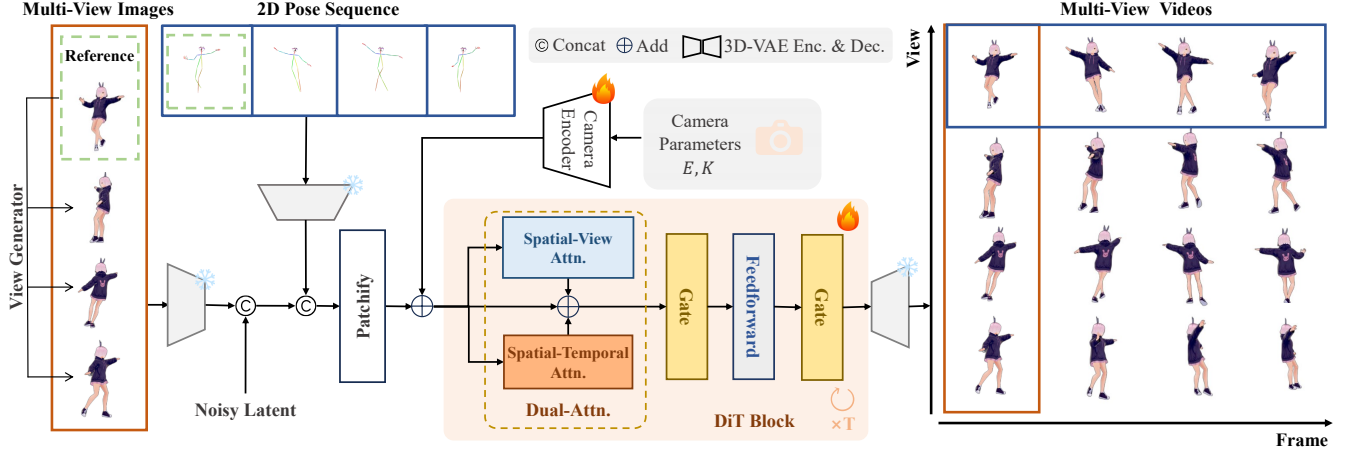 Multi-View Images
2D Pose Sequence
Multi-View Videos
Reference
© Concat
⊕ Add
3D-VAE Enc. & Dec.
View
View Generator
Camera
Encoder
Camera
Parameters
E, K
Spatial-View
Attn.
Patchify
Gate
Feedforward
Gate
Spatial-Temporal
Attn.
Noisy Latent
Dual-Attn.
DiT Block
×T
Frame